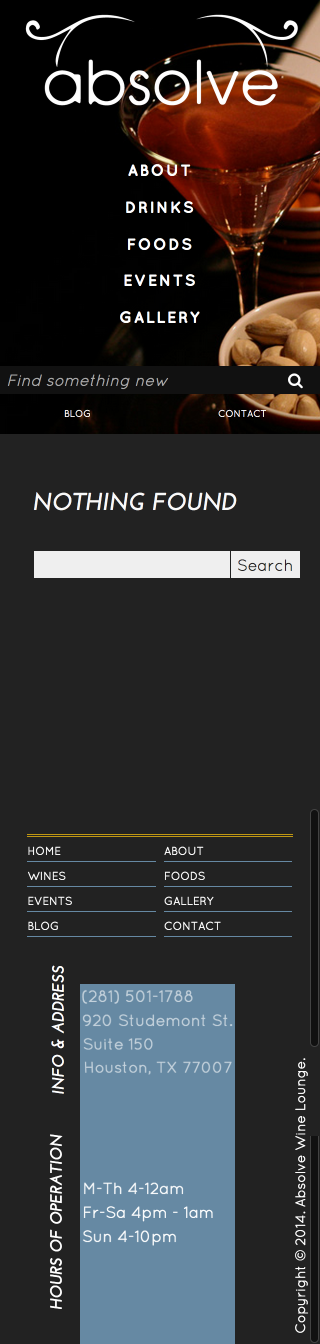 absolve
ABOUT
DRINKS
FOODS
EVENTS
GALLERY
Find something new
BLOG CONTACT
NOTHING FOUND
Search
HOME ABOUT
WINES FOODS
EVENTS GALLERY
BLOG CONTACT
INFO & ADDRESS
(281) 501-1788
920 Studemont St.
Suite 150
Houston, TX 77007
HOURS OF OPERATION
M-Th 4-12am
Fr-Sa 4pm - 1am
Sun 4-10pm
Copyright © 2014. Absolve Wine Lounge.